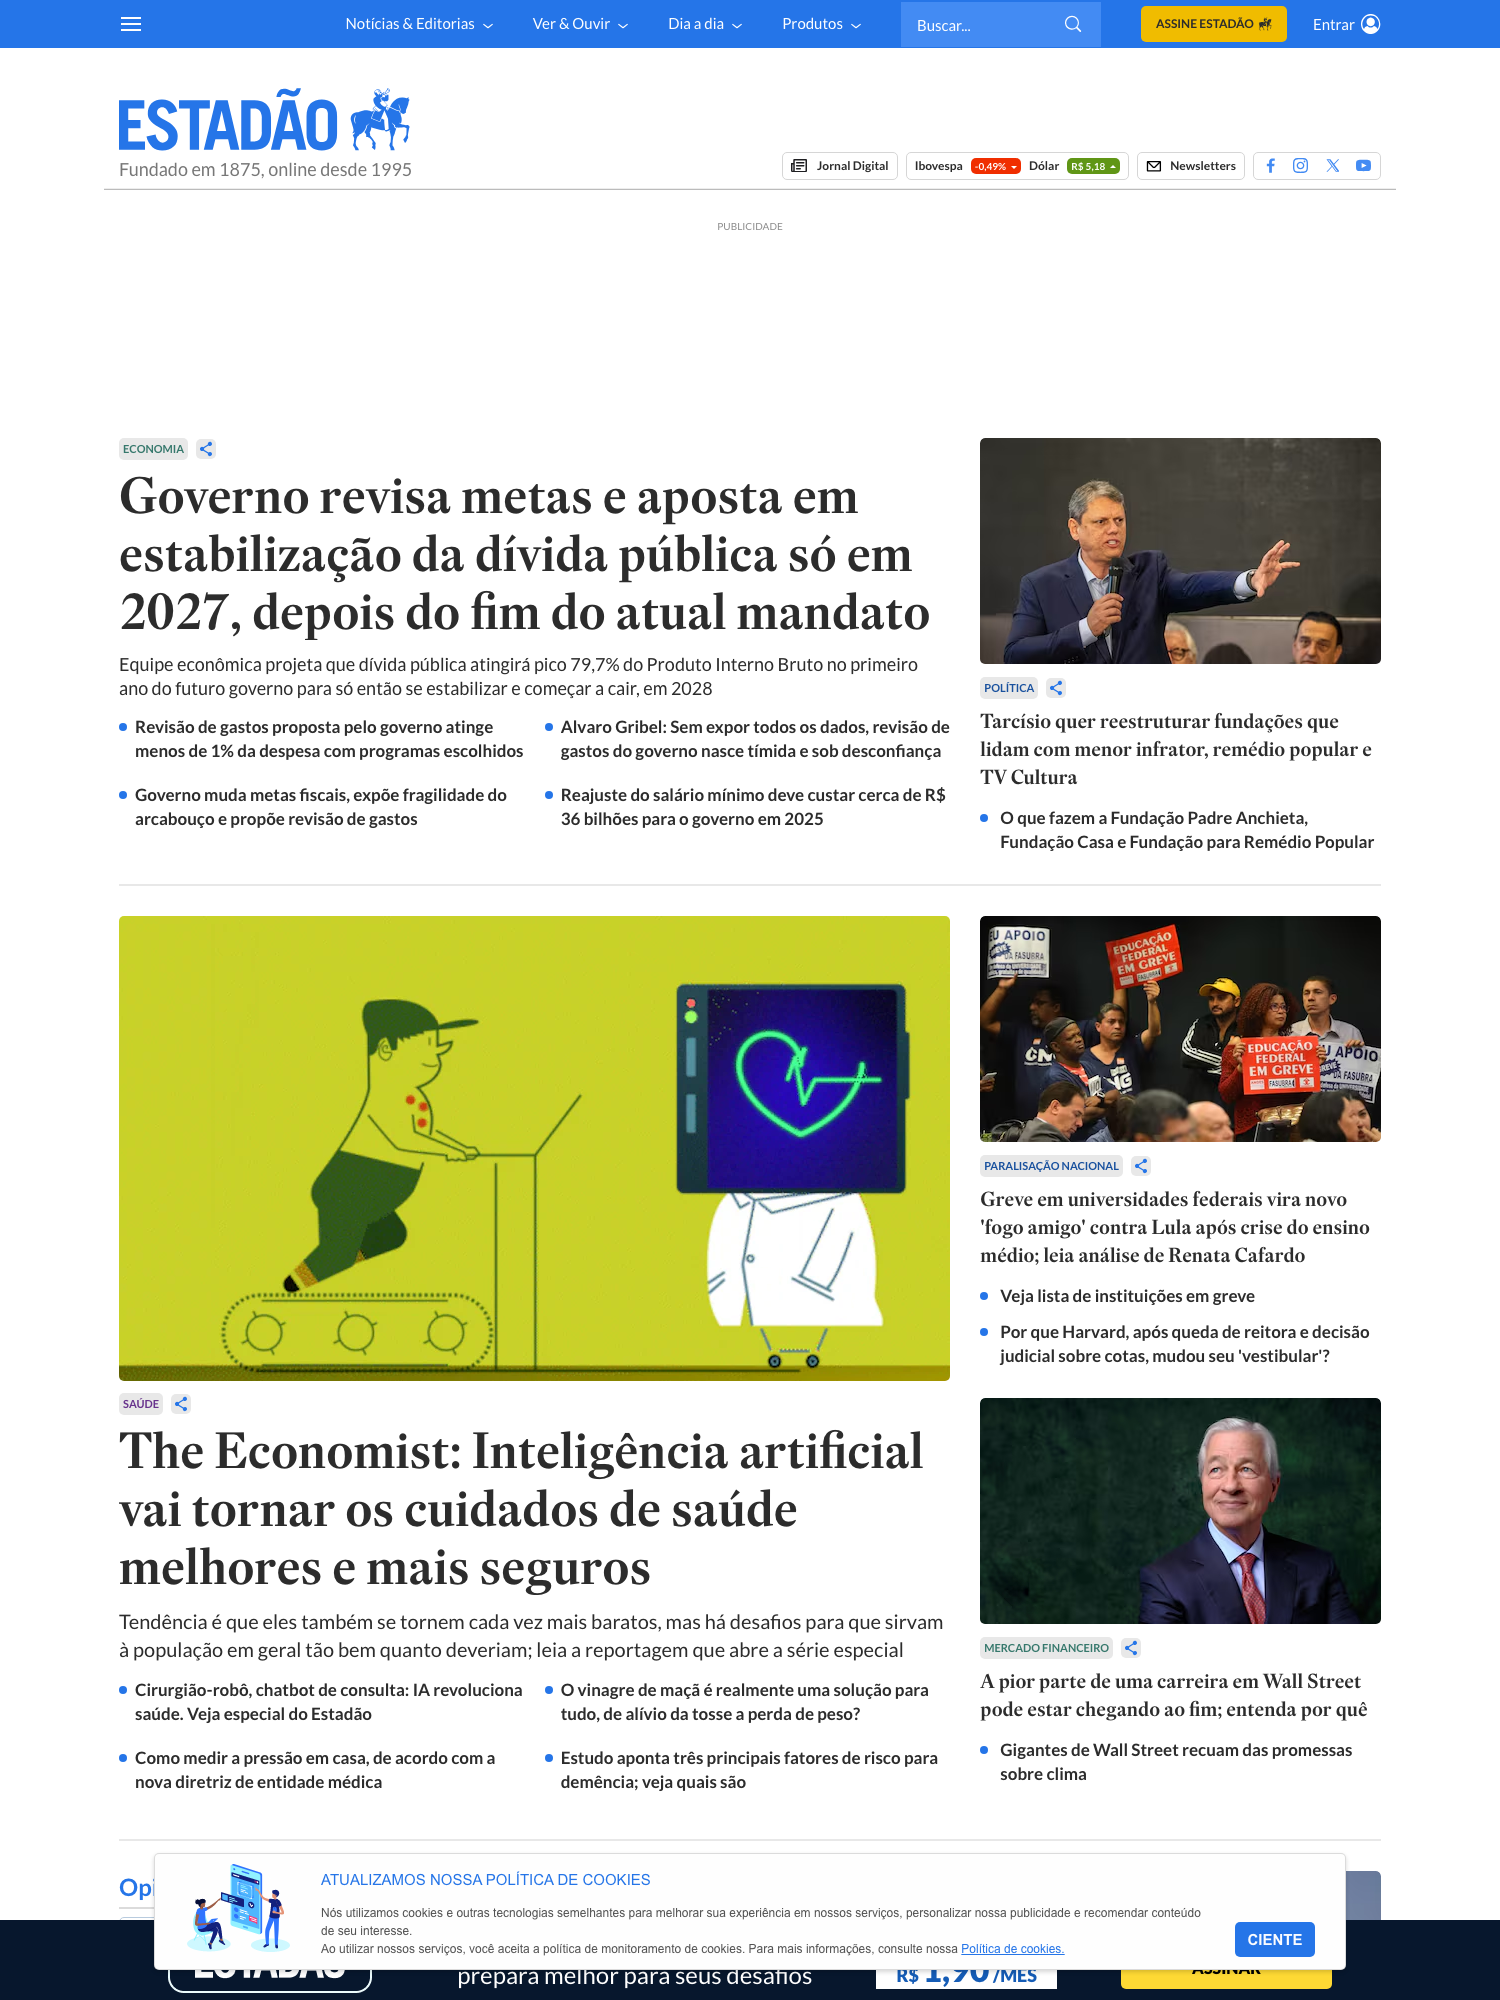 Notícias & Editorias
Ver & Ouvir
Dia a dia
Produtos
Buscar...
ASSINE ESTADÃO
Entrar
ESTADÃO
Fundado em 1875, online desde 1995
Jornal Digital
Ibovespa -0,49% Dólar R$ 5,18
Newsletters
PUBLICIDADE
ECONOMIA
Governo revisa metas e aposta em
estabilização da dívida pública só em
2027, depois do fim do atual mandato
Equipe econômica projeta que dívida pública atingirá pico 79,7% do Produto Interno Bruto no primeiro
ano do futuro governo para só então se estabilizar e começar a cair, em 2028
Revisão de gastos proposta pelo governo atinge
menos de 1% da despesa com programas escolhidos
Alvaro Gribel: Sem expor todos os dados, revisão de
gastos do governo nasce tímida e sob desconfiança
Governo muda metas fiscais, expõe fragilidade do
arcabouço e propõe revisão de gastos
Reajuste do salário mínimo deve custar cerca de R$
36 bilhões para o governo em 2025
POLÍTICA
Tarcísio quer reestruturar fundações que
lidam com menor infrator, remédio popular e
TV Cultura
O que fazem a Fundação Padre Anchieta,
Fundação Casa e Fundação para Remédio Popular
SAÚDE
The Economist: Inteligência artificial
vai tornar os cuidados de saúde
melhores e mais seguros
Tendência é que eles também se tornem cada vez mais baratos, mas há desafios para que sirvam
à população em geral tão bem quanto deveriam; leia a reportagem que abre a série especial
Cirurgião-robô, chatbot de consulta: IA revoluciona
saúde. Veja especial do Estadão
O vinagre de maçã é realmente uma solução para
tudo, de alívio da tosse a perda de peso?
Como medir a pressão em casa, de acordo com a
nova diretriz de entidade médica
Estudo aponta três principais fatores de risco para
demência; veja quais são
EU APOIO
GREVE
DA FASUBRA
EDUCAÇÃO
FEDERAL
EM GREVE
EDUCAÇÃO
FEDERAL
EM GREVE
FASUBRA
EU APOIO
GREVE
DA FASUBRA
PARALISAÇÃO NACIONAL
Greve em universidades federais vira novo
'fogo amigo' contra Lula após crise do ensino
médio; leia análise de Renata Cafardo
Veja lista de instituições em greve
Por que Harvard, após queda de reitora e decisão
judicial sobre cotas, mudou seu 'vestibular'?
MERCADO FINANCEIRO
A pior parte de uma carreira em Wall Street
pode estar chegando ao fim; entenda por quê
Gigantes de Wall Street recuam das promessas
sobre clima
ATUALIZAMOS NOSSA POLÍTICA DE COOKIES
Nós utilizamos cookies e outras tecnologias semelhantes para melhorar sua experiência em nossos serviços, personalizar nossa publicidade e recomendar conteúdo
de seu interesse.
Ao utilizar nossos serviços, você aceita a política de monitoramento de cookies. Para mais informações, consulte nossa Política de cookies.
CIENTE
ESTADÃO
prepara melhor para seus desafios
R$ 1,90 /MÊS
ASSINAR